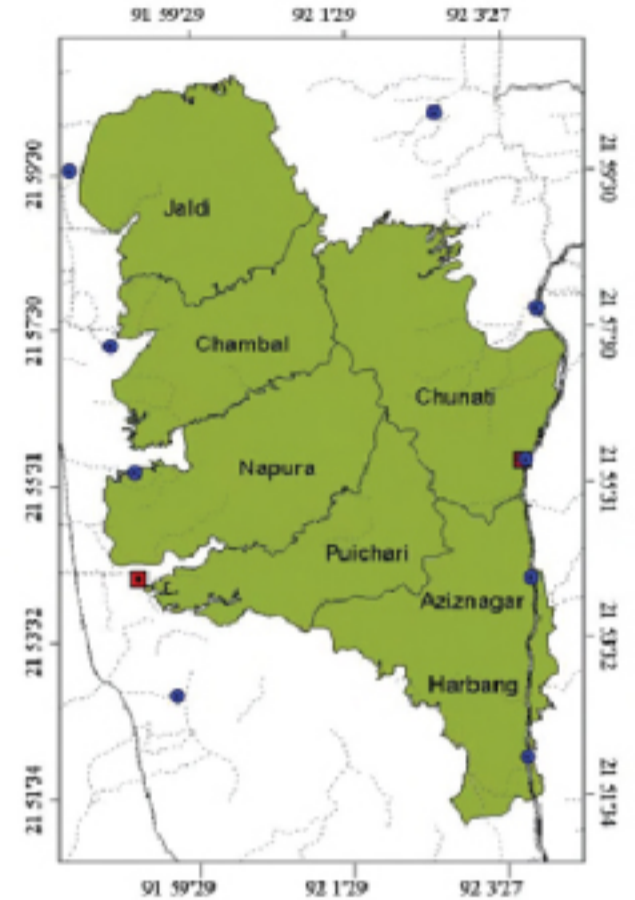 91 59'29 92 1'29 92 3'27
21 59'30
21 59'30
Jaldi
21 57'30
21 57'30
Chambal
Chunati
21 55'31
21 55'31
Napura
Puichari
Aziznagar
21 53'32
21 53'32
Harbang
21 51'34
21 51'34
91 59'29 92 1'29 92 3'27